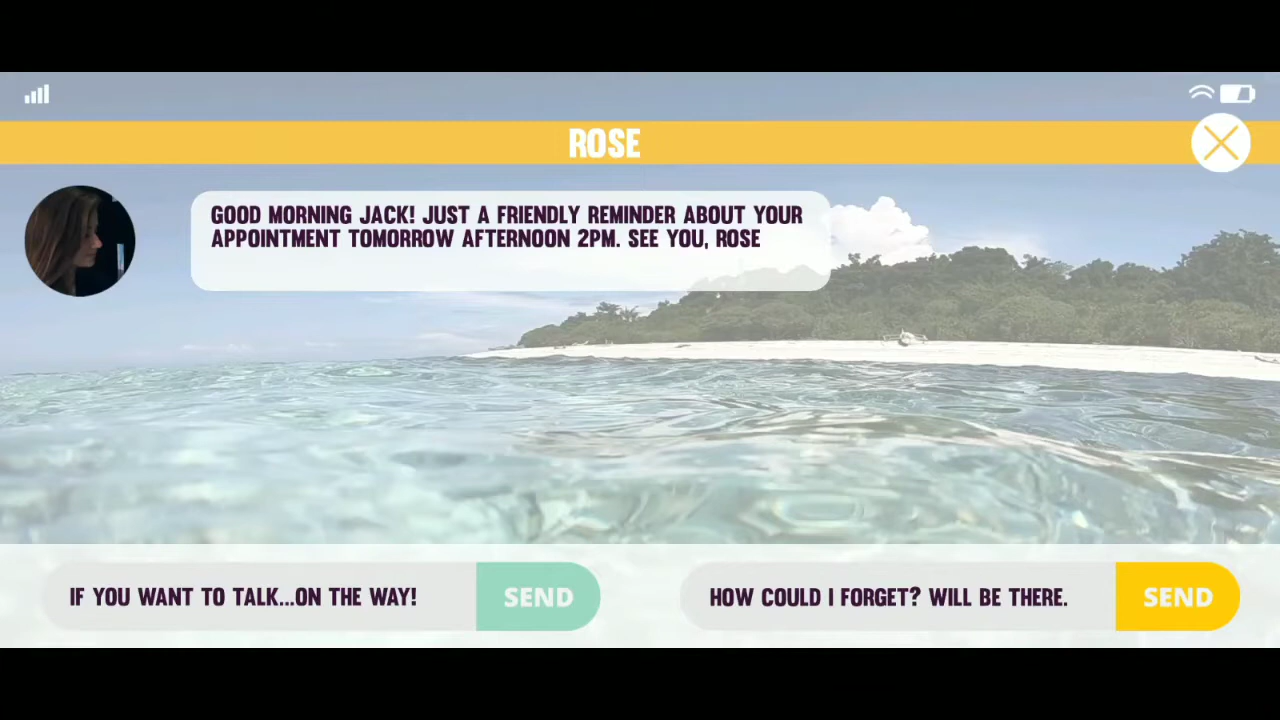 ROSE
GOOD MORNING JACK! JUST A FRIENDLY REMINDER ABOUT YOUR
APPOINTMENT TOMORROW AFTERNOON 2PM. SEE YOU, ROSE
IF YOU WANT TO TALK...ON THE WAY!
SEND
HOW COULD I FORGET? WILL BE THERE.
SEND